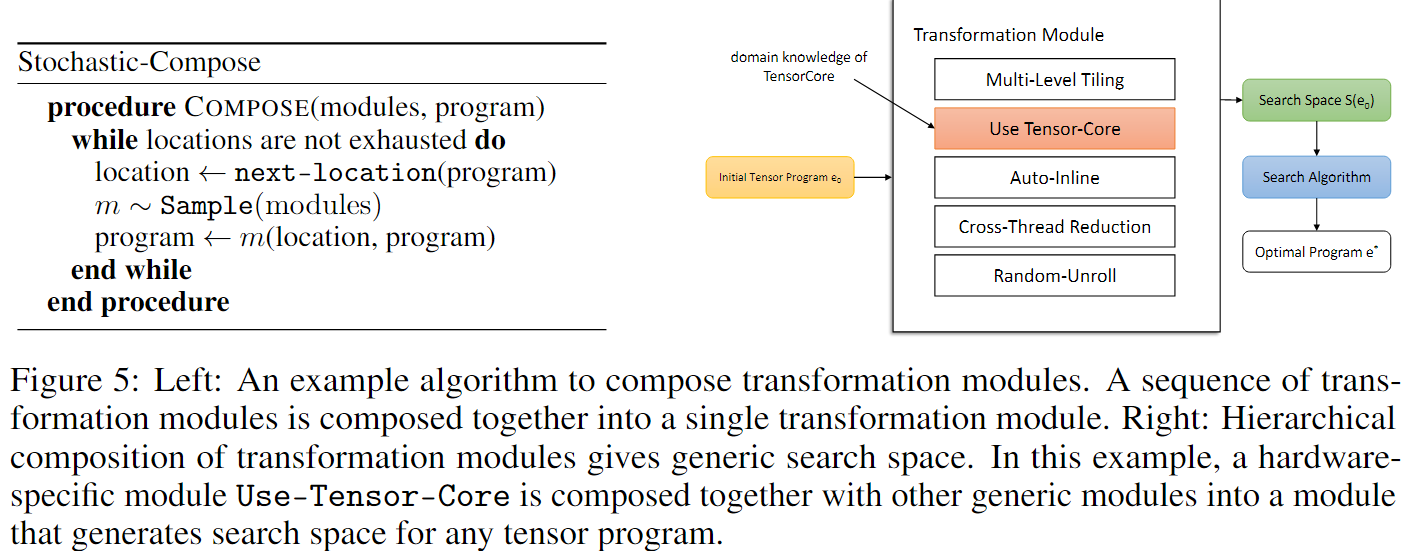 Stochastic-Compose
procedure COMPOSE(modules, program)
while locations are not exhausted do
location ← next-location(program)
m ∼ Sample(modules)
program ← m(location, program)
end while
end procedure
Transformation Module
domain knowledge of
TensorCore
Multi-Level Tiling
Use Tensor-Core
Auto-Inline
Cross-Thread Reduction
Random-Unroll
Initial Tensor Program e₀
Search Space S(e₀)
Search Algorithm
Optimal Program e*
Figure 5: Left: An example algorithm to compose transformation modules. A sequence of trans-
formation modules is composed together into a single transformation module. Right: Hierarchical
composition of transformation modules gives generic search space. In this example, a hardware-
specific module Use-Tensor-Core is composed together with other generic modules into a module
that generates search space for any tensor program.